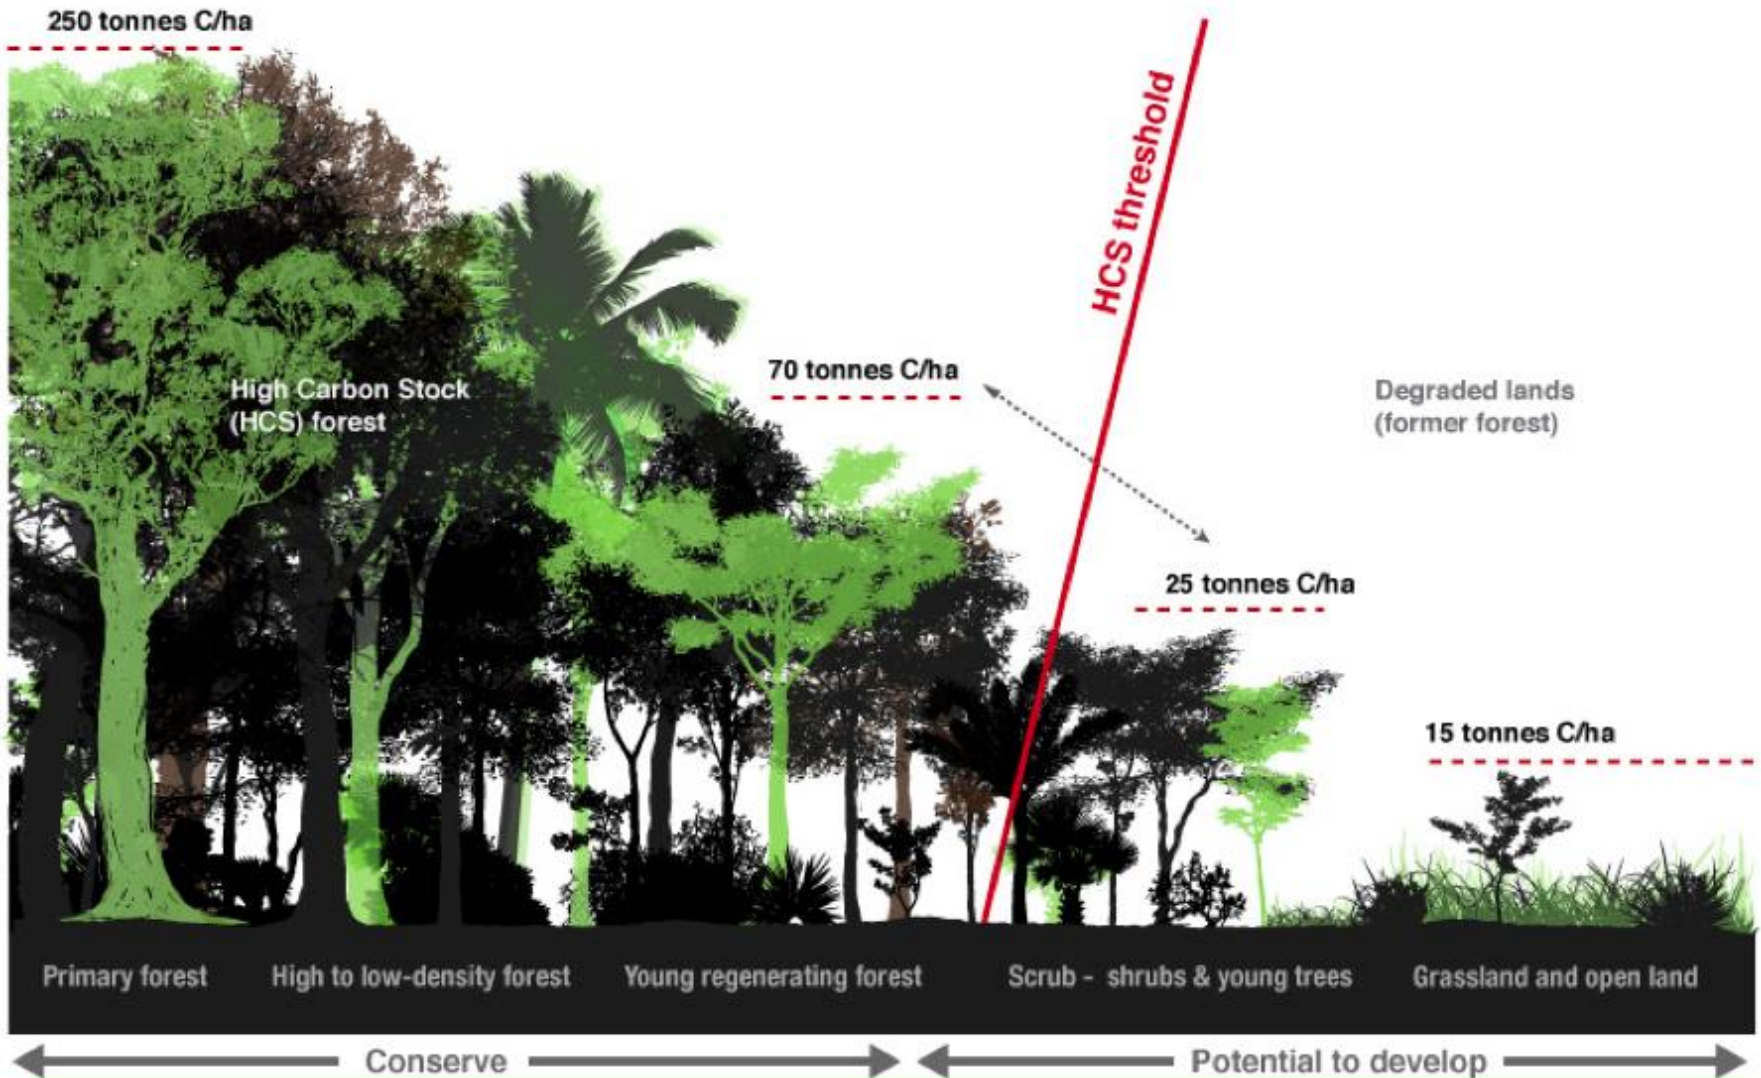 250 tonnes C/ha
HCS threshold
70 tonnes C/ha
High Carbon Stock
(HCS) forest
Degraded lands
(former forest)
25 tonnes C/ha
15 tonnes C/ha
Primary forest
High to low-density forest
Young regenerating forest
Scrub - shrubs & young trees
Grassland and open land
Conserve
Potential to develop